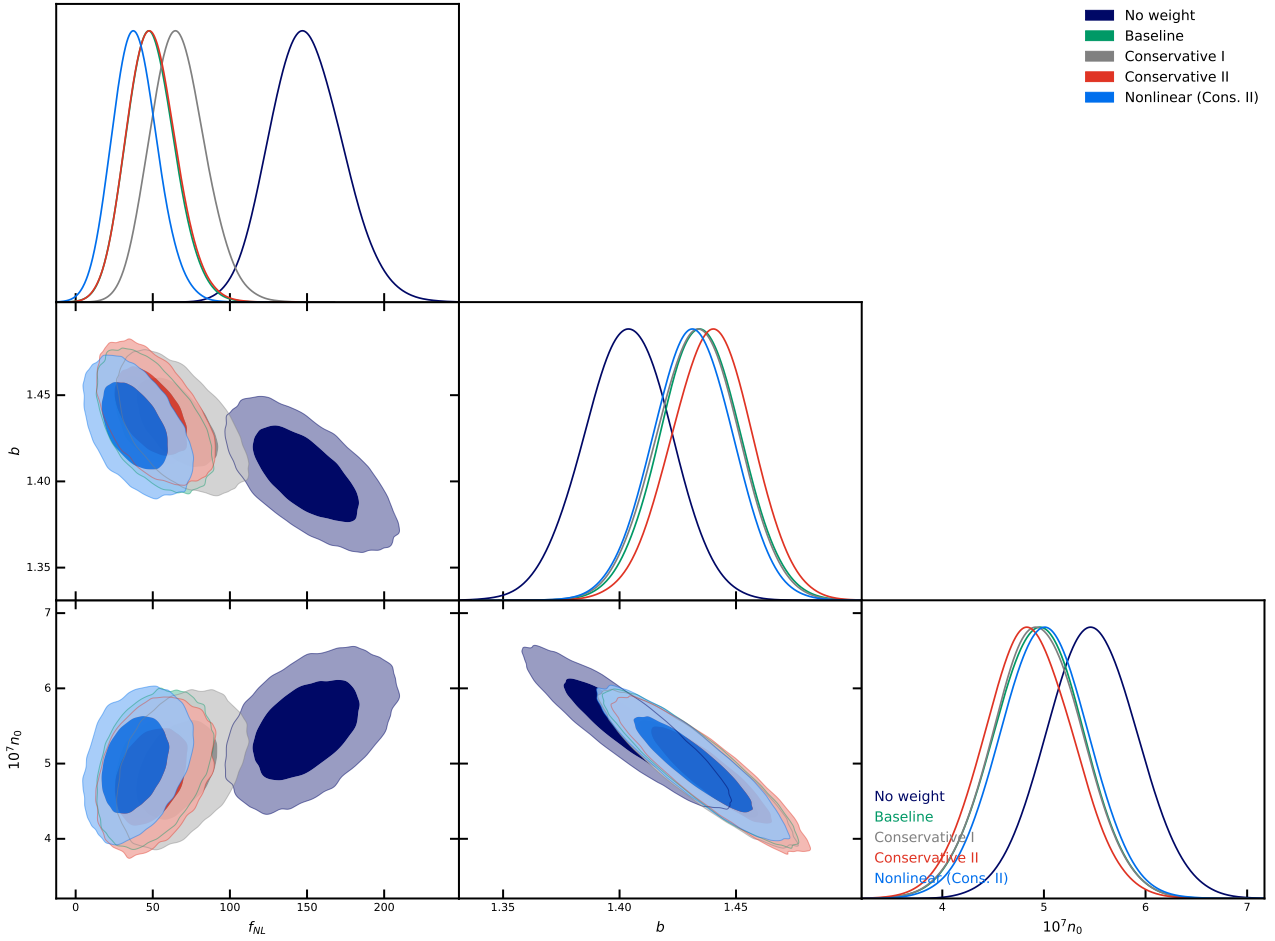 No weight
Baseline
Conservative I
Conservative II
Nonlinear (Cons. II)
1.45
1.40
1.35
b
7
6
5
4
10⁷n₀
No weight
Baseline
Conservative I
Conservative II
Nonlinear (Cons. II)
0 50 100 150 200
1.35 1.40 1.45
4 5 6 7
f_NL
b
10⁷n₀